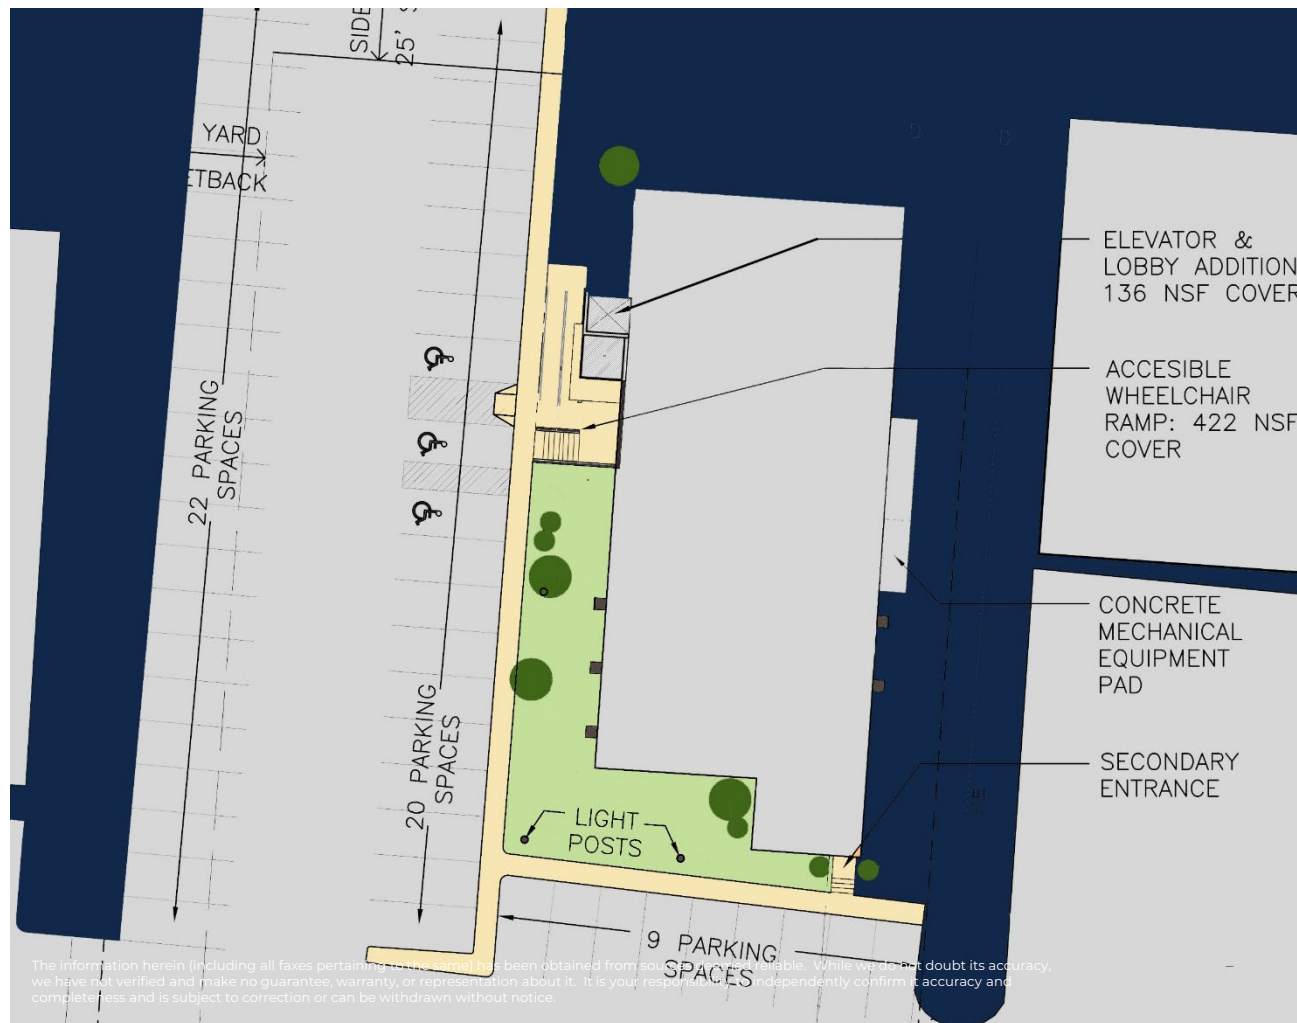 SIDE
25' S
YARD
ETBACK
ELEVATOR &
LOBBY ADDITION
136 NSF COVER
ACCESIBLE
WHEELCHAIR
RAMP: 422 NSF
COVER
22 PARKING
SPACES
CONCRETE
MECHANICAL
EQUIPMENT
PAD
20 PARKING
SPACES
SECONDARY
ENTRANCE
LIGHT
POSTS
9 PARKING
SPACES
The information herein (including all faxes pertaining to the same) has been obtained from sources deemed reliable. While we do not doubt its accuracy,
we have not verified and make no guarantee, warranty, or representation about it. It is your responsibility to independently confirm it accuracy and
completeness and is subject to correction or can be withdrawn without notice.
D D